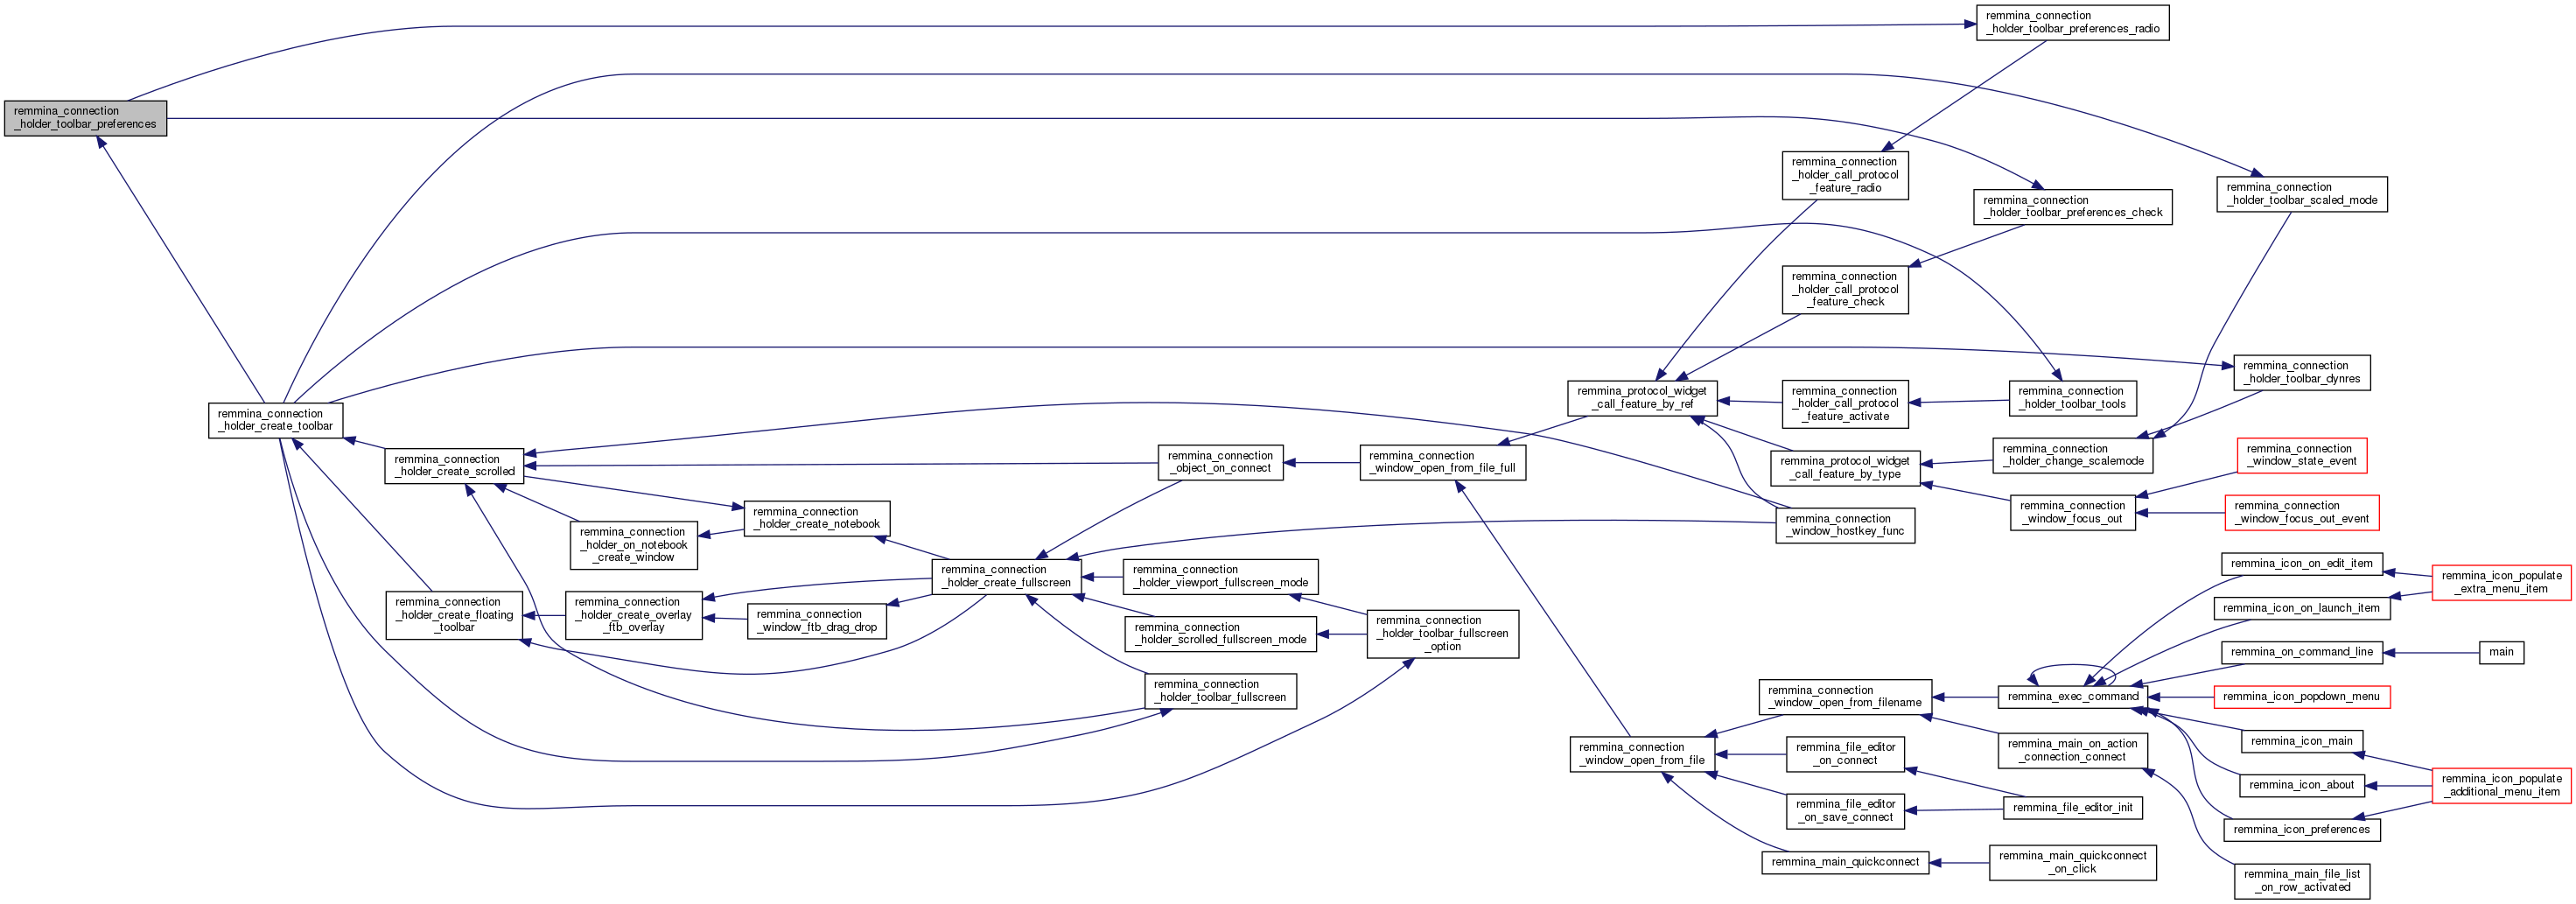 remmina_connection
_holder_toolbar_preferences
remmina_connection
_holder_create_toolbar
remmina_connection
_holder_create_scrolled
remmina_connection
_holder_create_floating
_toolbar
remmina_connection
_holder_on_notebook
_create_window
remmina_connection
_holder_create_overlay
_ftb_overlay
remmina_connection
_holder_create_notebook
remmina_connection
_window_ftb_drag_drop
remmina_connection
_holder_create_fullscreen
remmina_connection
_object_on_connect
remmina_connection
_holder_viewport_fullscreen_mode
remmina_connection
_holder_scrolled_fullscreen_mode
remmina_connection
_holder_toolbar_fullscreen
remmina_connection
_window_open_from_file_full
remmina_connection
_holder_toolbar_fullscreen
_option
remmina_protocol_widget
_call_feature_by_ref
remmina_connection
_window_open_from_file
remmina_connection
_holder_call_protocol
_feature_radio
remmina_connection
_holder_call_protocol
_feature_check
remmina_connection
_holder_call_protocol
_feature_activate
remmina_protocol_widget
_call_feature_by_type
remmina_connection
_window_hostkey_func
remmina_connection
_window_open_from_filename
remmina_file_editor
_on_connect
remmina_file_editor
_on_save_connect
remmina_main_quickconnect
remmina_connection
_holder_toolbar_preferences_radio
remmina_connection
_holder_toolbar_preferences_check
remmina_connection
_holder_toolbar_tools
remmina_connection
_holder_change_scalemode
remmina_connection
_window_focus_out
remmina_exec_command
remmina_main_on_action
_connection_connect
remmina_file_editor_init
remmina_main_quickconnect
_on_click
remmina_connection
_holder_toolbar_scaled_mode
remmina_connection
_holder_toolbar_dynres
remmina_connection
_window_state_event
remmina_connection
_window_focus_out_event
remmina_icon_on_edit_item
remmina_icon_on_launch_item
remmina_on_command_line
remmina_icon_popdown_menu
remmina_icon_main
remmina_icon_about
remmina_icon_preferences
remmina_main_file_list
_on_row_activated
remmina_icon_populate
_extra_menu_item
main
remmina_icon_populate
_additional_menu_item